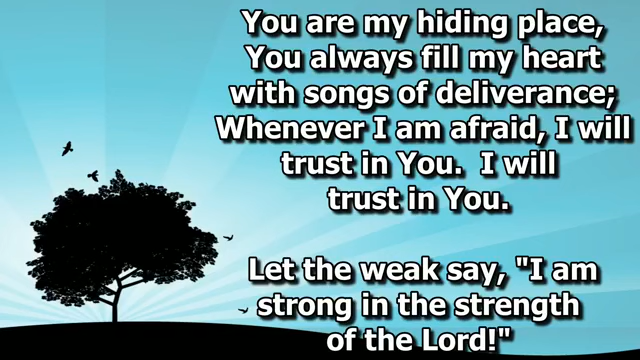 You are my hiding place,
You always fill my heart
with songs of deliverance;
Whenever I am afraid, I will
trust in You.  I will
trust in You.
Let the weak say, "I am
strong in the strength
of the Lord!"